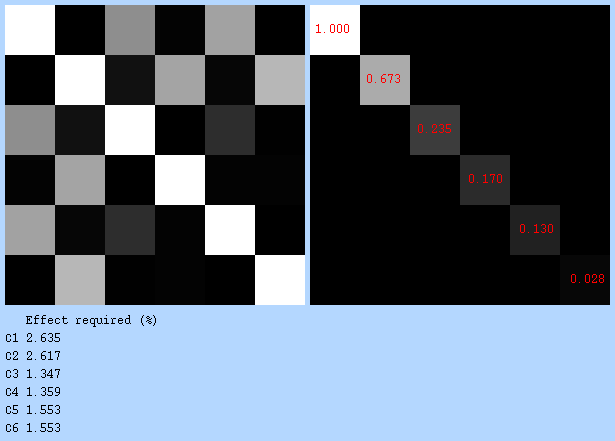 1.000
0.673
0.235
0.170
0.130
0.028
Effect required (%)
C1 2.635
C2 2.617
C3 1.347
C4 1.359
C5 1.553
C6 1.553